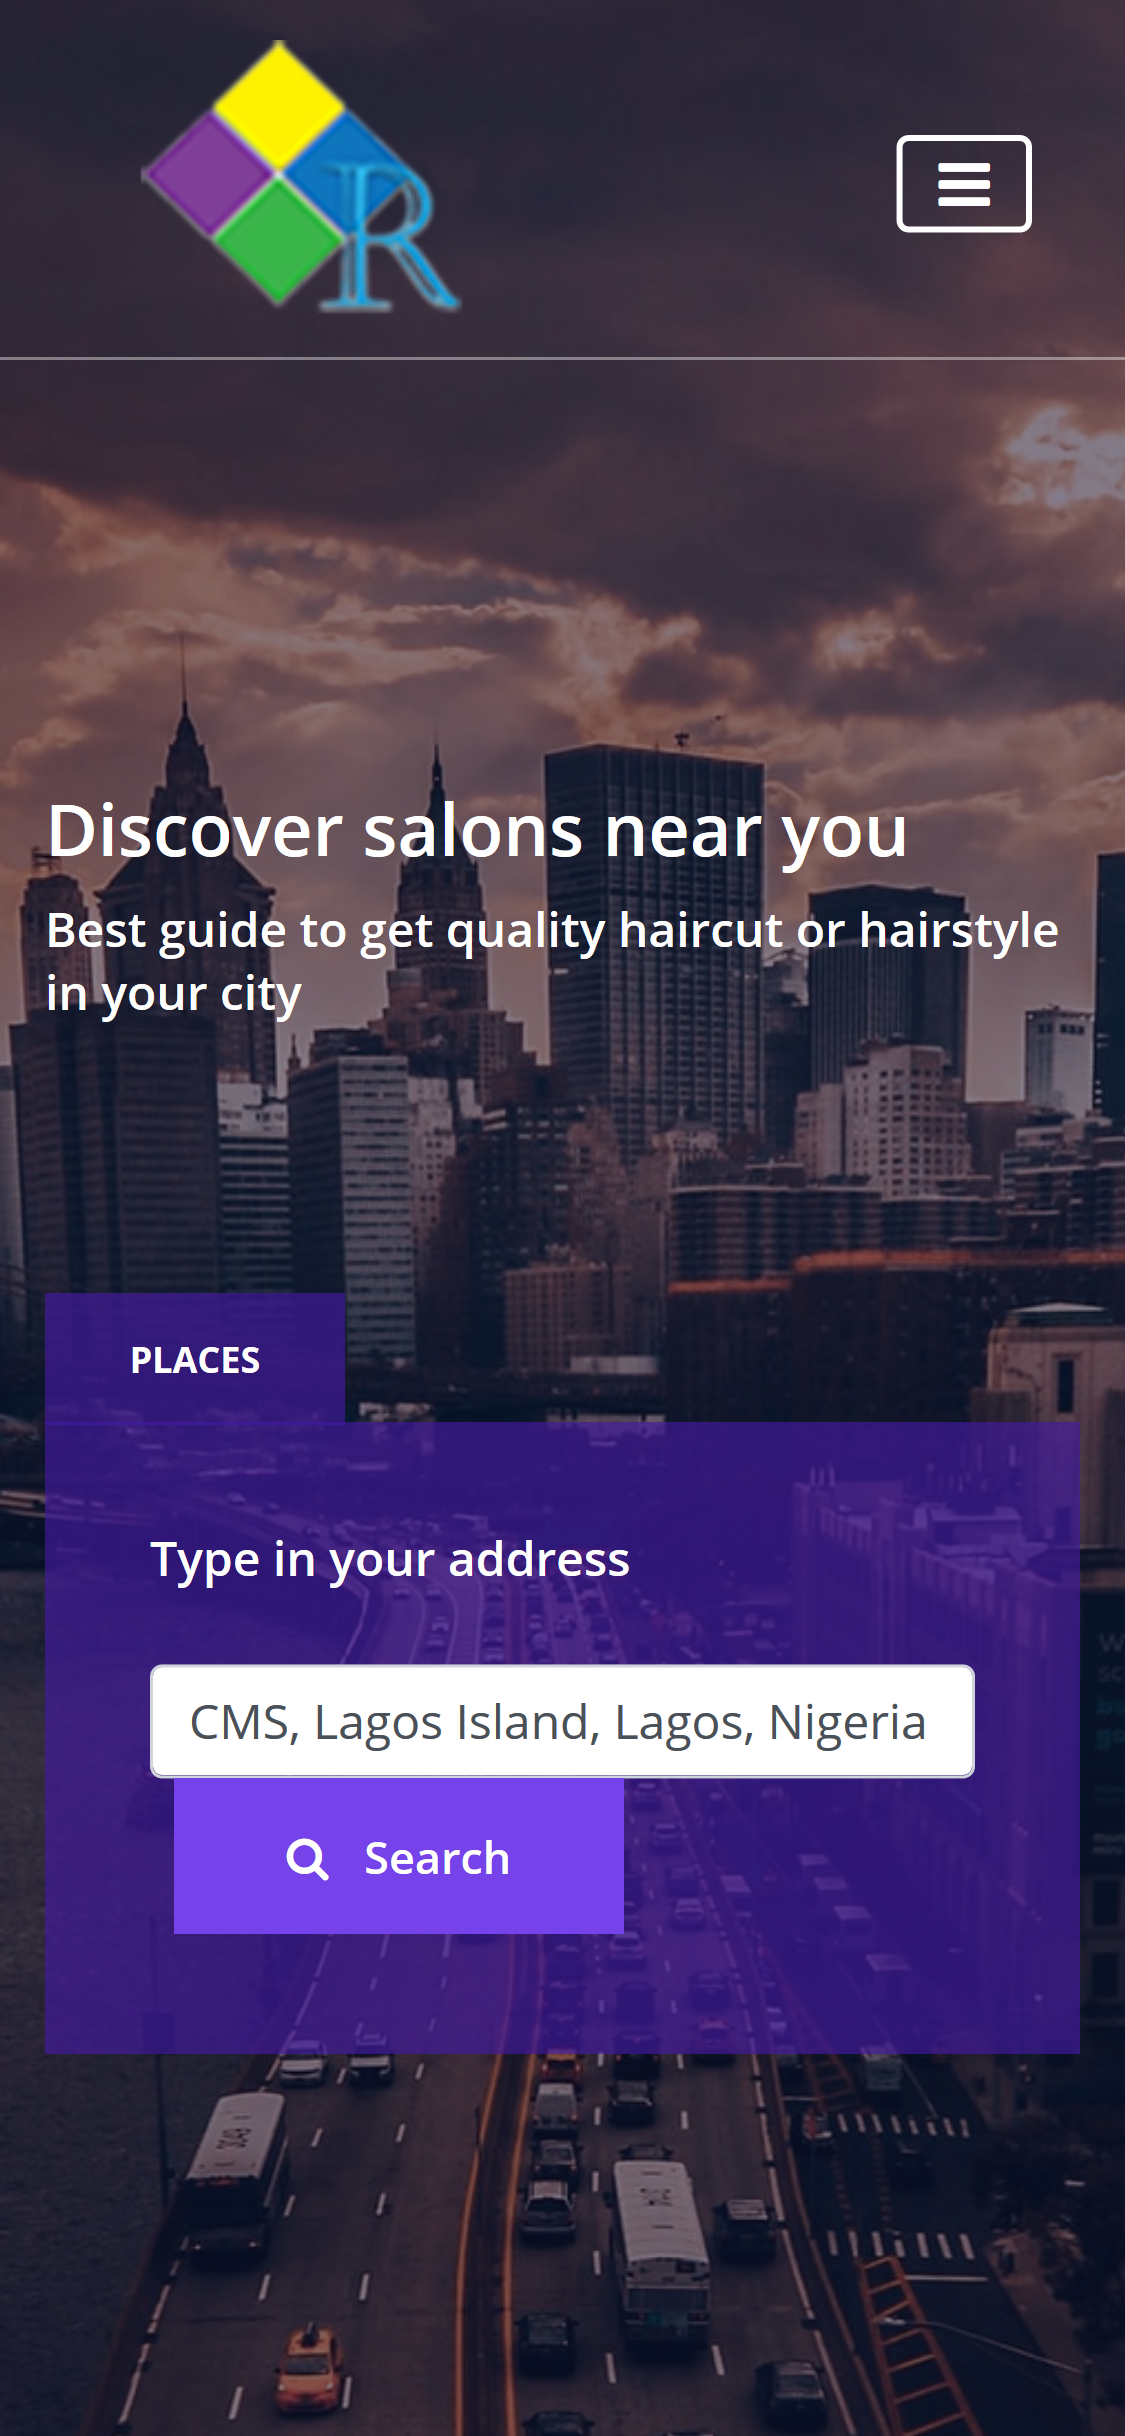 R
Discover salons near you
Best guide to get quality haircut or hairstyle
in your city
PLACES
Type in your address
CMS, Lagos Island, Lagos, Nigeria
Search